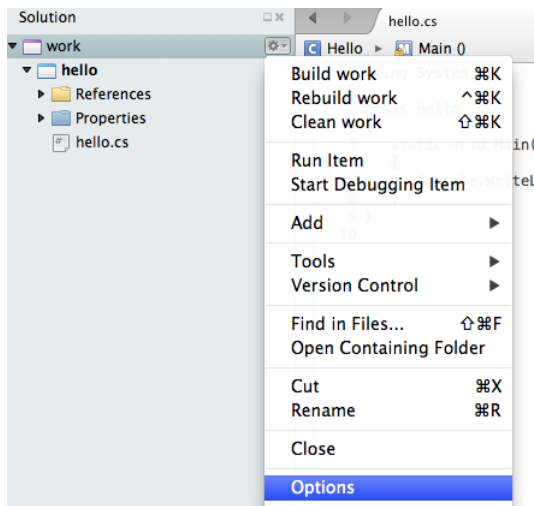 Solution
hello.cs
work
Hello
Main ()
hello
References
Properties
hello.cs
Build work ⌘K
Rebuild work ^⌘K
Clean work ⇧⌘K
Run Item
Start Debugging Item
Add
Tools
Version Control
Find in Files... ⇧⌘F
Open Containing Folder
Cut ⌘X
Rename ⌘R
Close
Options